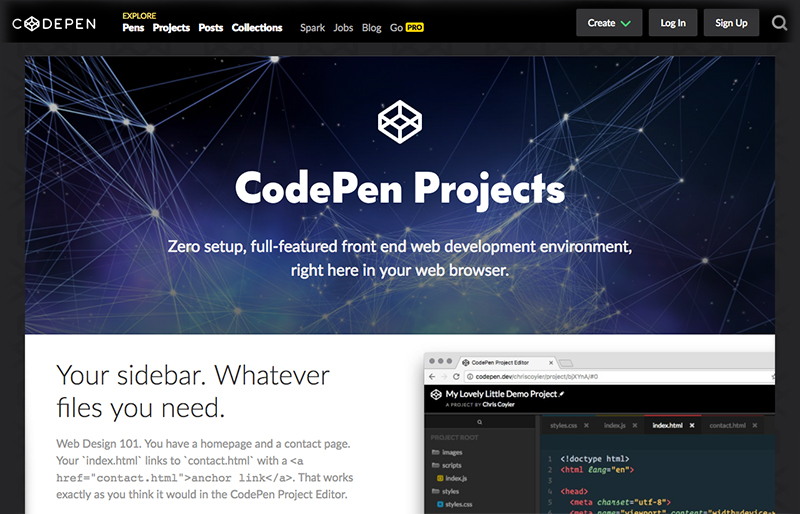 CODEPEN
EXPLORE
Pens Projects Posts Collections Spark Jobs Blog Go PRO
Create Log In Sign Up
CodePen Projects
Zero setup, full-featured front end web development environment,
right here in your web browser.
Your sidebar. Whatever
files you need.
Web Design 101. You have a homepage and a contact page.
Your `index.html` links to `contact.html` with a <a
href="contact.html">anchor link</a>. That works
exactly as you think it would in the CodePen Project Editor.
CodePen Project Editor
codepen.dev/chriscoyier/project/bjXYnA/#0
My Lovely Little Demo Project
A PROJECT BY Chris Coyier
styles.css index.js index.html contact.html
PROJECT ROOT
images
scripts
index.js
styles
styles.css
1 <!doctype html>
2 <html lang="en">
3
4 <head>
5 <meta charset="utf-8">
6 <meta name="viewport" content="width=device-